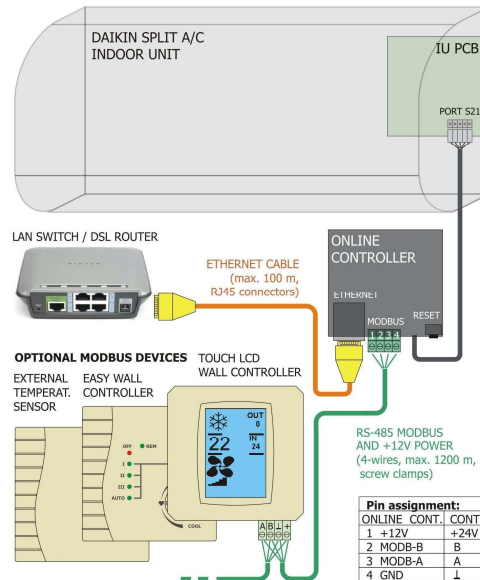 DAIKIN SPLIT A/C
INDOOR UNIT
IU PCB
PORT S21
LAN SWITCH / DSL ROUTER
ETHERNET CABLE
(max. 100 m,
RJ45 connectors)
ONLINE
CONTROLLER
ETHERNET
MODBUS
RESET
1 2 3 4
OPTIONAL MODBUS DEVICES
TOUCH LCD
WALL CONTROLLER
EXTERNAL
TEMPERAT.
SENSOR
EASY WALL
CONTROLLER
OUT
0
22
IN
24
OFF
REM
I
II
III
AUTO
COOL
A B ⊥ +
RS-485 MODBUS
AND +12V POWER
(4-wires, max. 1200 m,
screw clamps)
Pin assignment:
ONLINE CONT. CONT
1 +12V +24V
2 MODB-B B
3 MODB-A A
4 GND ⊥